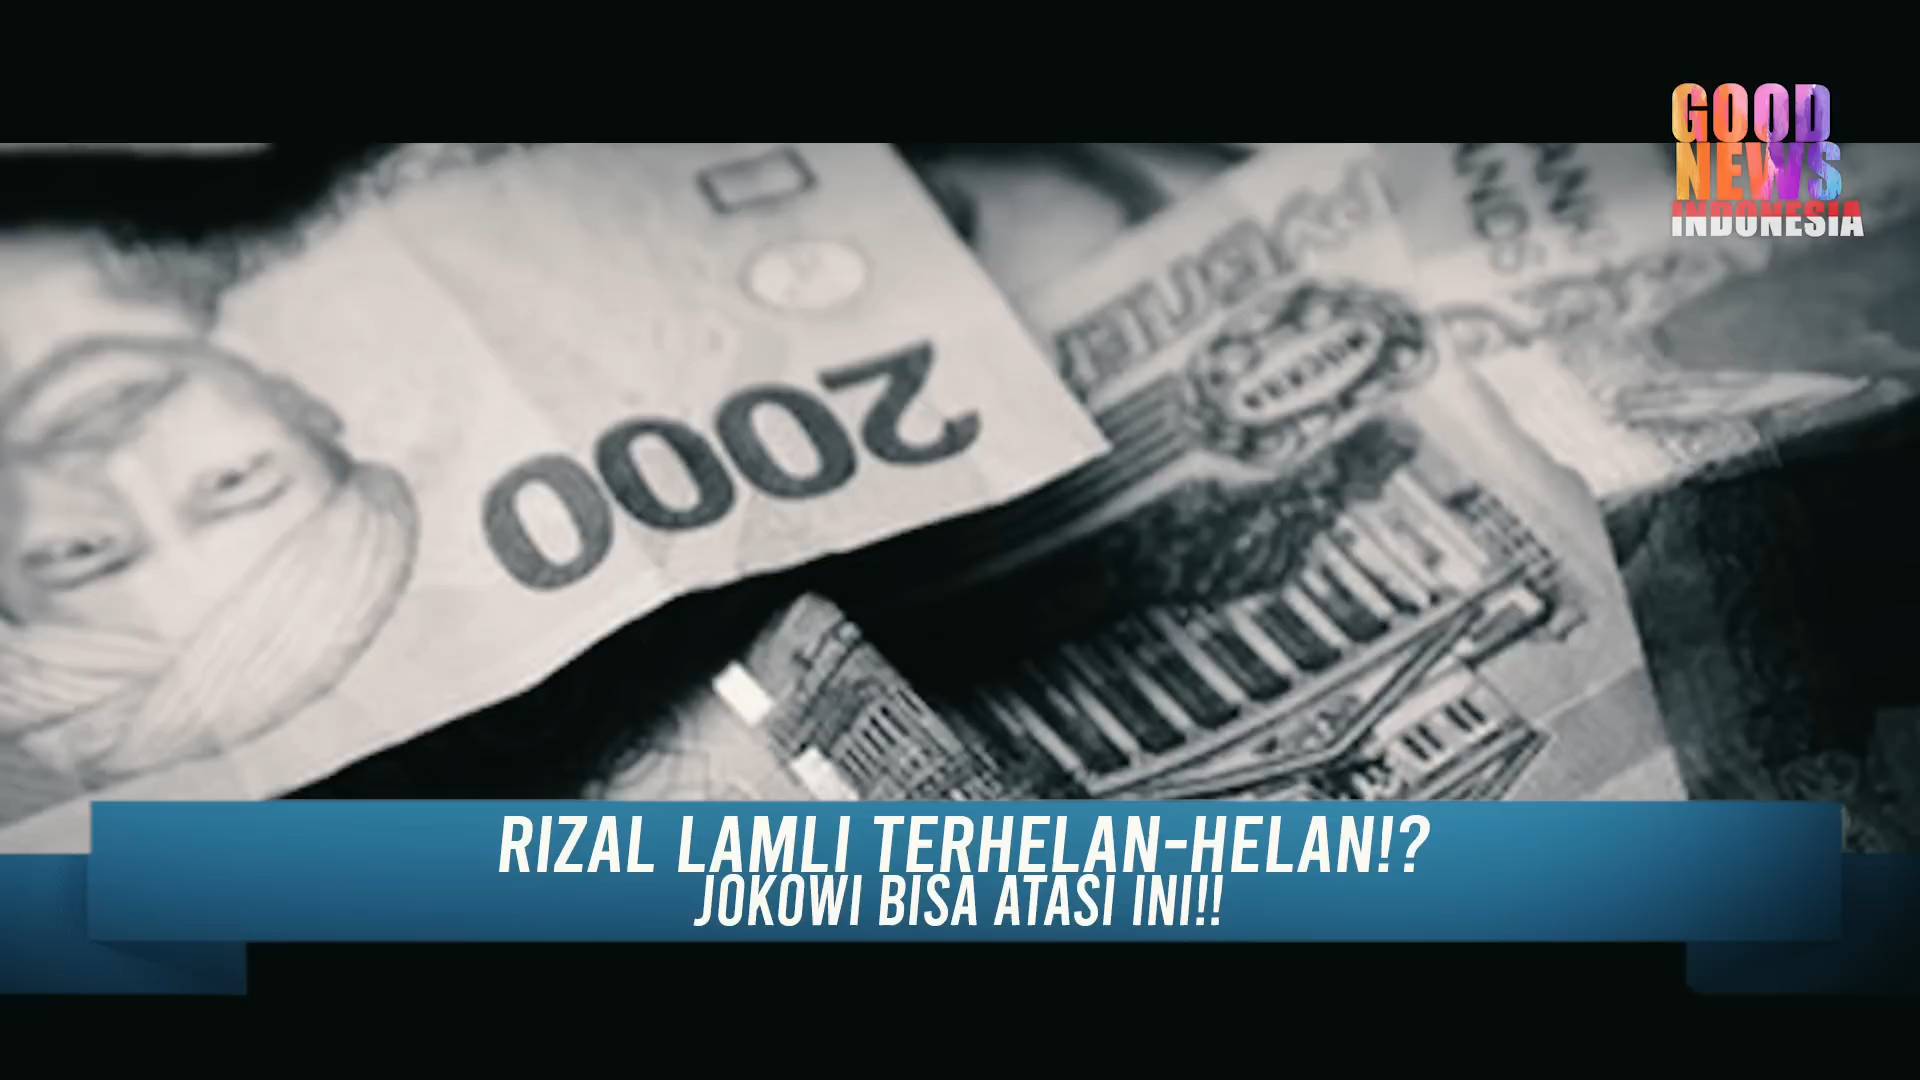 GOOD
NEWS
INDONESIA
2000
RIZAL LAMLI TERHELAN-HELAN!?
JOKOWI BISA ATASI INI!!